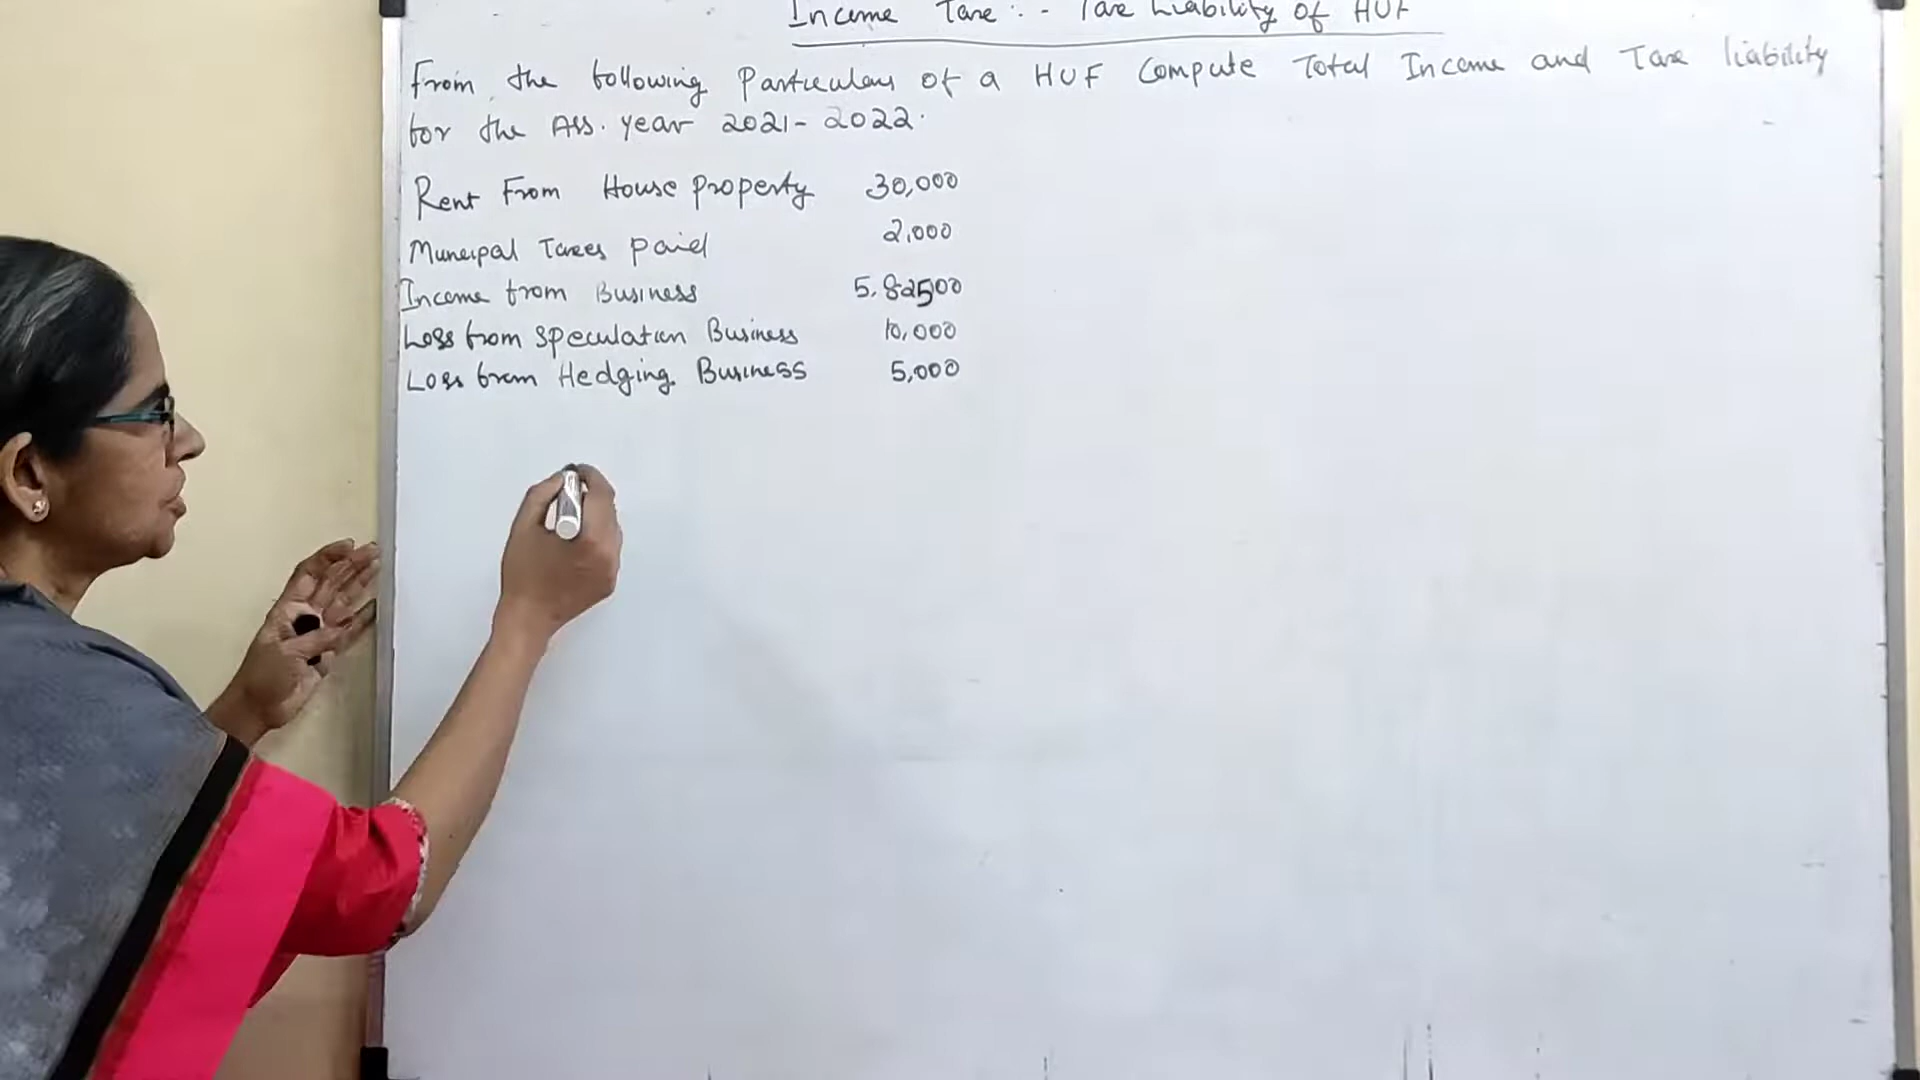 Income Tax :- Tax Liability of HUF
From the following Particulars of a HUF Compute Total Income and Tax liability
for the Ass. year 2021-2022.
Rent From House property 30,000
Muncipal Taxes paid 2,000
Income from Business 5,82500
Loss from Speculation Business 10,000
Loss from Hedging Business 5,000